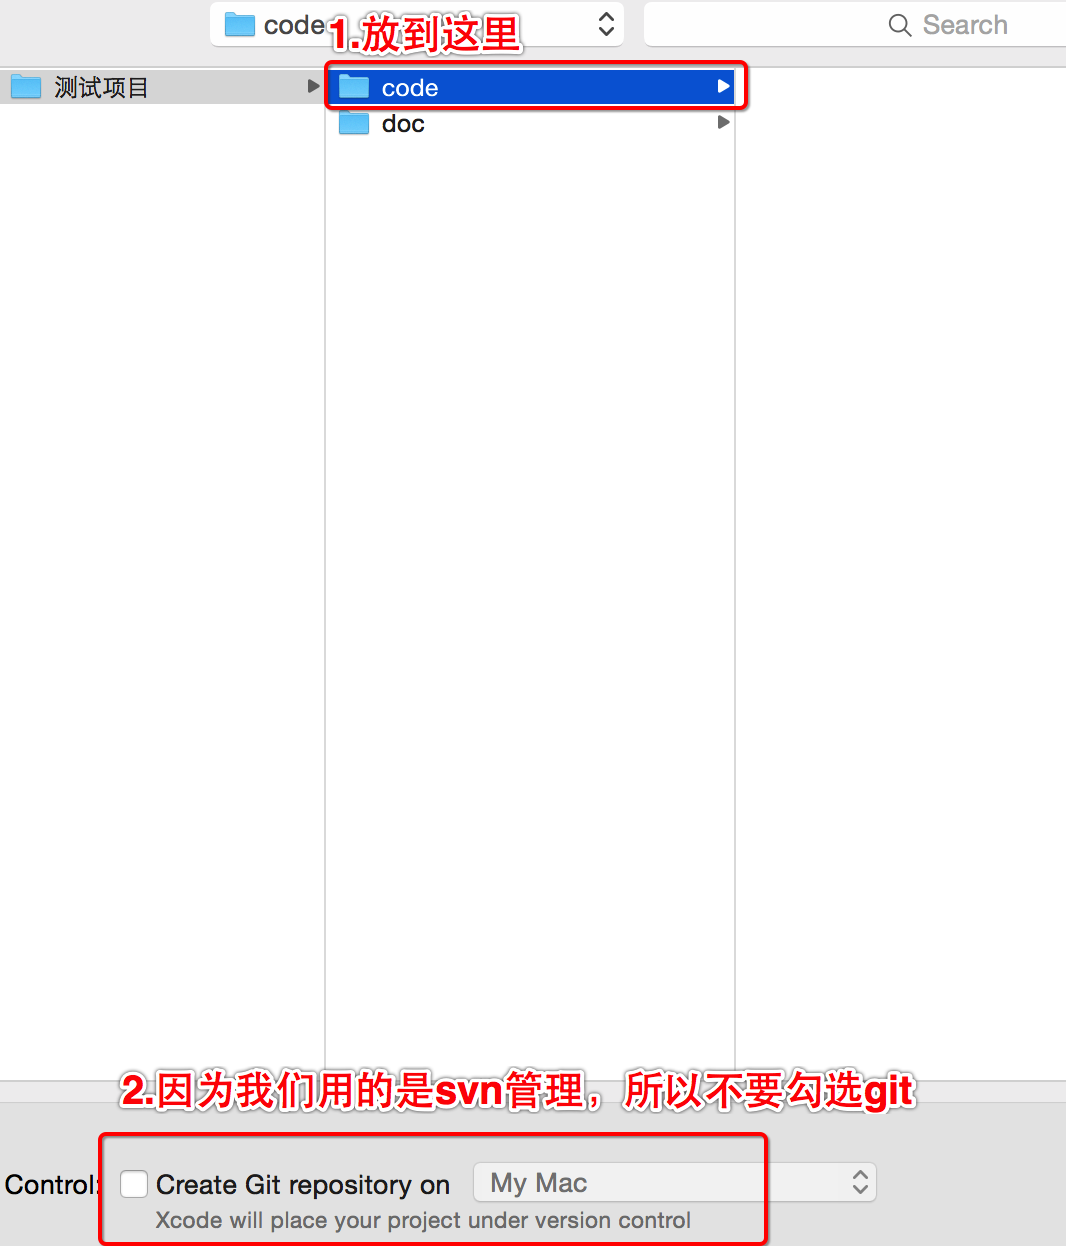 code
1.放到这里
Search
测试项目
code
doc
2.因为我们用的是svn管理，所以不要勾选git
Control: Create Git repository on My Mac
Xcode will place your project under version control